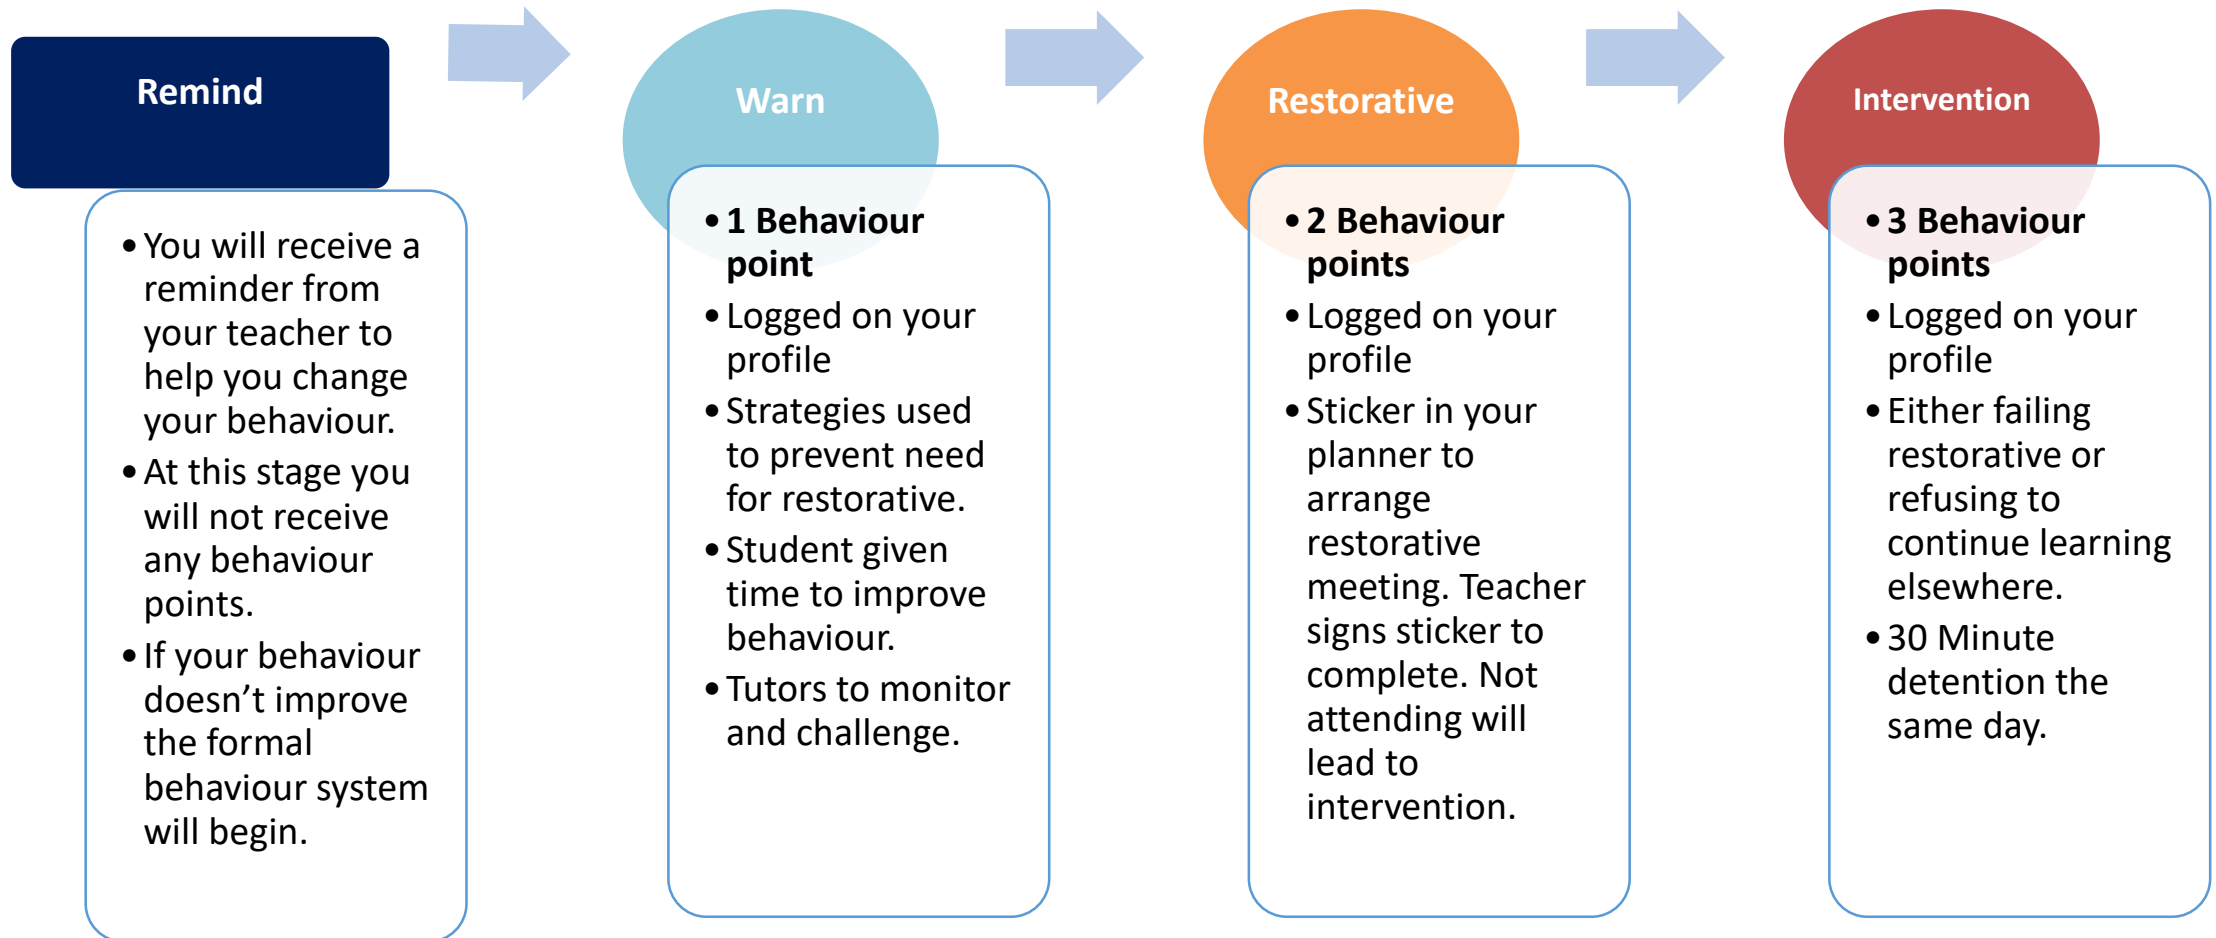 Remind
• You will receive a
reminder from
your teacher to
help you change
your behaviour.
• At this stage you
will not receive
any behaviour
points.
• If your behaviour
doesn’t improve
the formal
behaviour system
will begin.
Warn
• 1 Behaviour
point
• Logged on your
profile
• Strategies used
to prevent need
for restorative.
• Student given
time to improve
behaviour.
• Tutors to monitor
and challenge.
Restorative
• 2 Behaviour
points
• Logged on your
profile
• Sticker in your
planner to
arrange
restorative
meeting. Teacher
signs sticker to
complete. Not
attending will
lead to
intervention.
Intervention
• 3 Behaviour
points
• Logged on your
profile
• Either failing
restorative or
refusing to
continue learning
elsewhere.
• 30 Minute
detention the
same day.